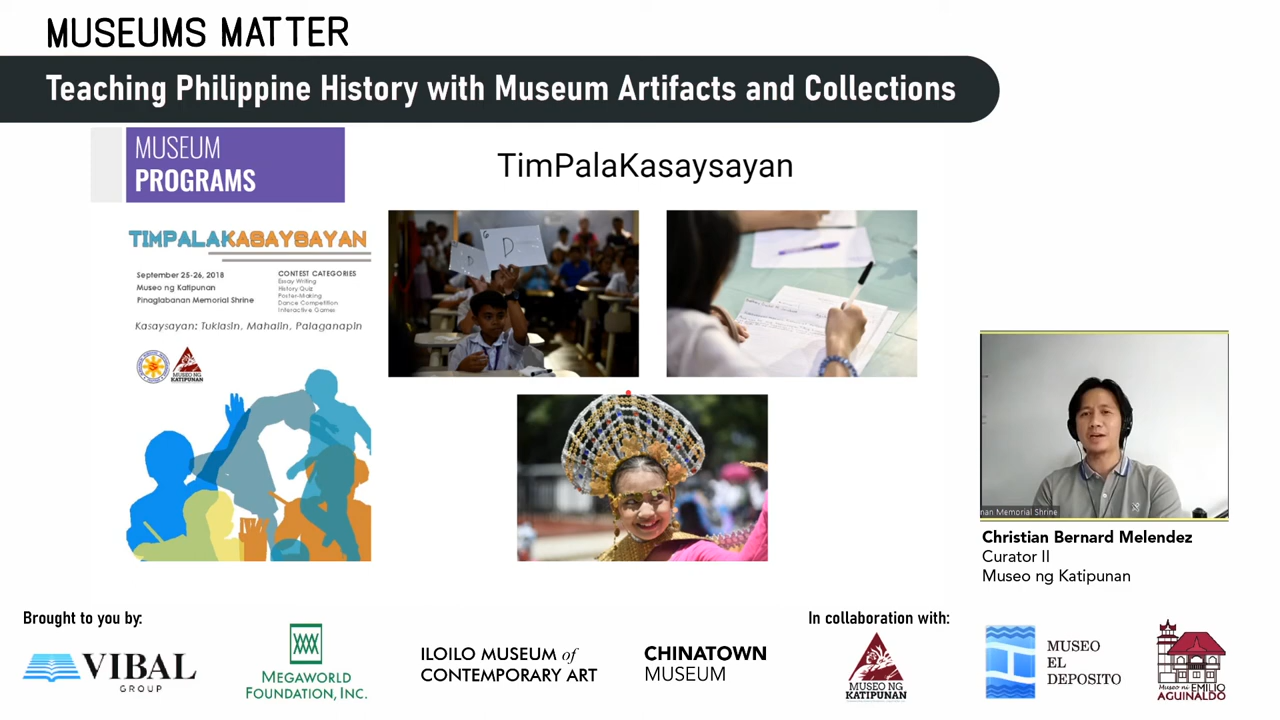 MUSEUMS MATTER
Teaching Philippine History with Museum Artifacts and Collections
MUSEUM
PROGRAMS
TimPalaKasaysayan
TIMPALAKASAYSAYAN
September 25-26, 2018
Museo ng Katipunan
Pinaglabanan Memorial Shrine
CONTEST CATEGORIES
Essay Writing
History Quiz
Poster-Making
Dance Competition
Interactive Games
Kasaysayan: Tuklasin, Mahalin, Palaganapin
MUSEO NG
KATIPUNAN
D
D
nan Memorial Shrine
Christian Bernard Melendez
Curator II
Museo ng Katipunan
Brought to you by:
VIBAL
GROUP
MEGAWORLD
FOUNDATION, INC.
ILOILO MUSEUM of
CONTEMPORARY ART
CHINATOWN
MUSEUM
In collaboration with:
MUSEO NG
KATIPUNAN
MUSEO
EL
DEPOSITO
Museo ni EMILIO
AGUINALDO